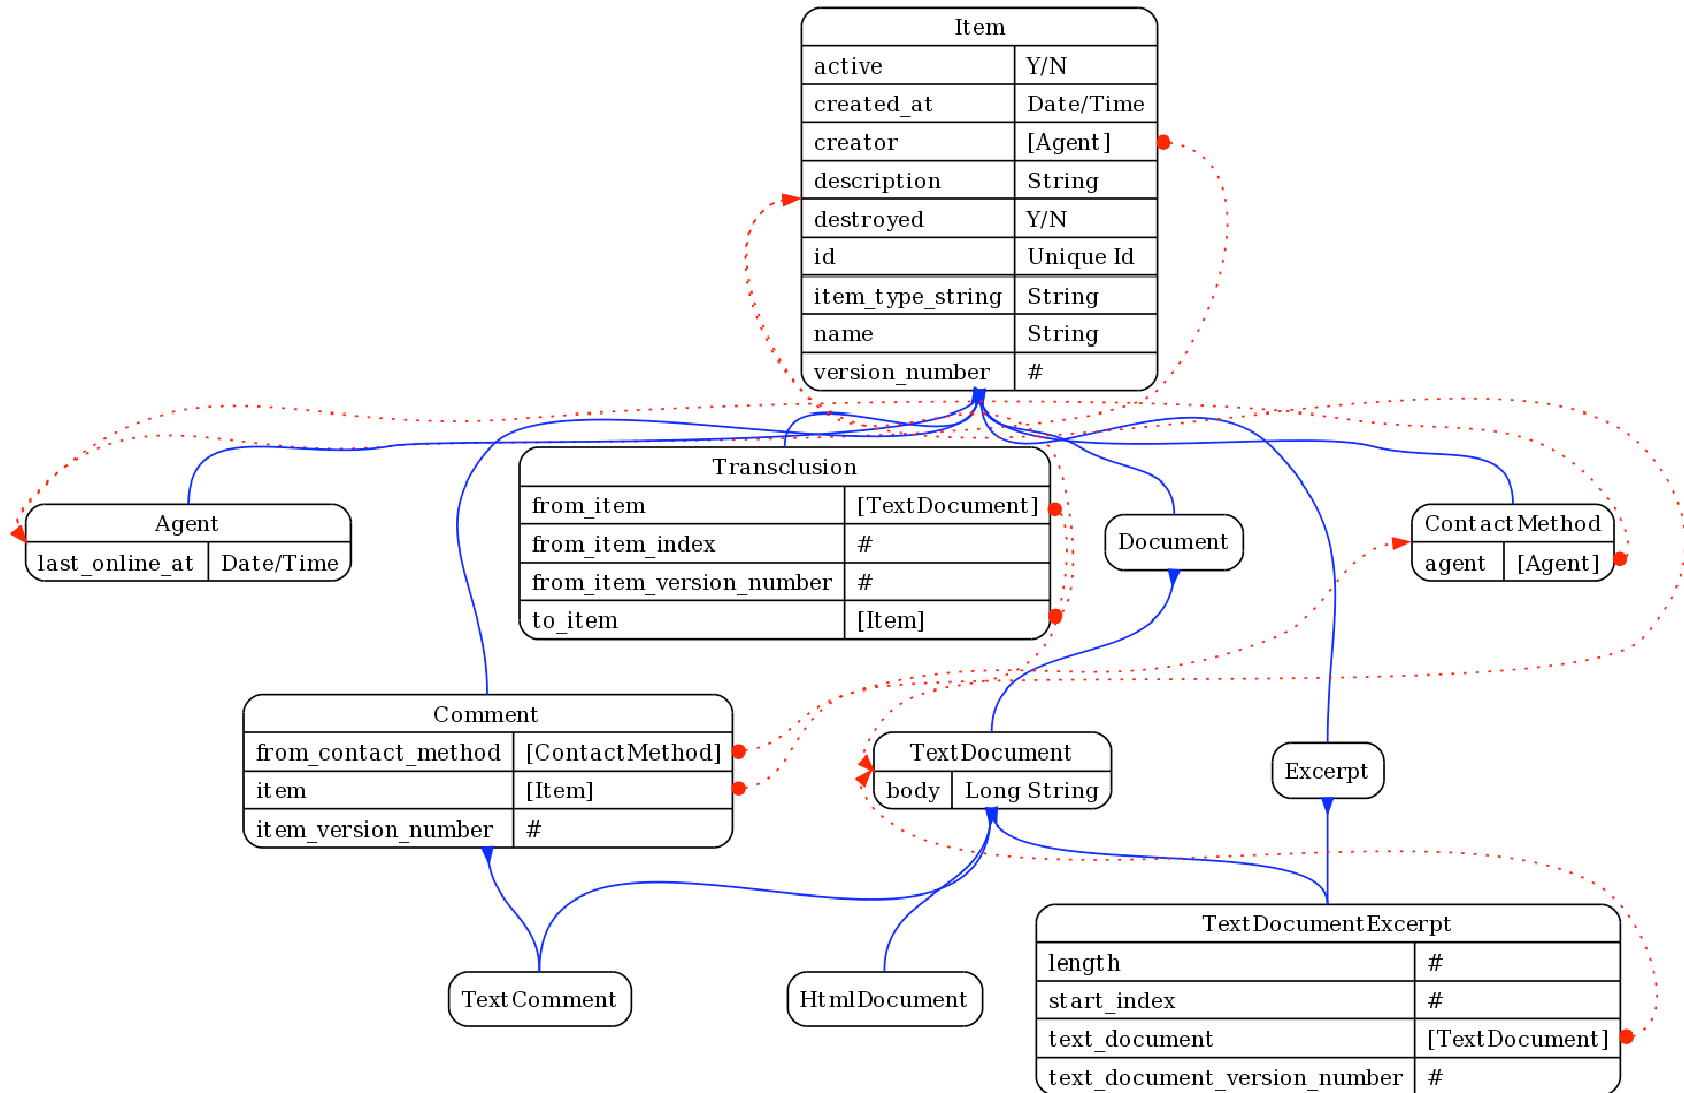 Item
active Y/N
created_at Date/Time
creator [Agent]
description String
destroyed Y/N
id Unique Id
item_type_string String
name String
version_number #
Transclusion
from_item [TextDocument]
from_item_index #
from_item_version_number #
to_item [Item]
Agent
last_online_at Date/Time
Document
ContactMethod
agent [Agent]
Comment
from_contact_method [ContactMethod]
item [Item]
item_version_number #
TextDocument
body Long String
Excerpt
TextComment
HtmlDocument
TextDocumentExcerpt
length #
start_index #
text_document [TextDocument]
text_document_version_number #